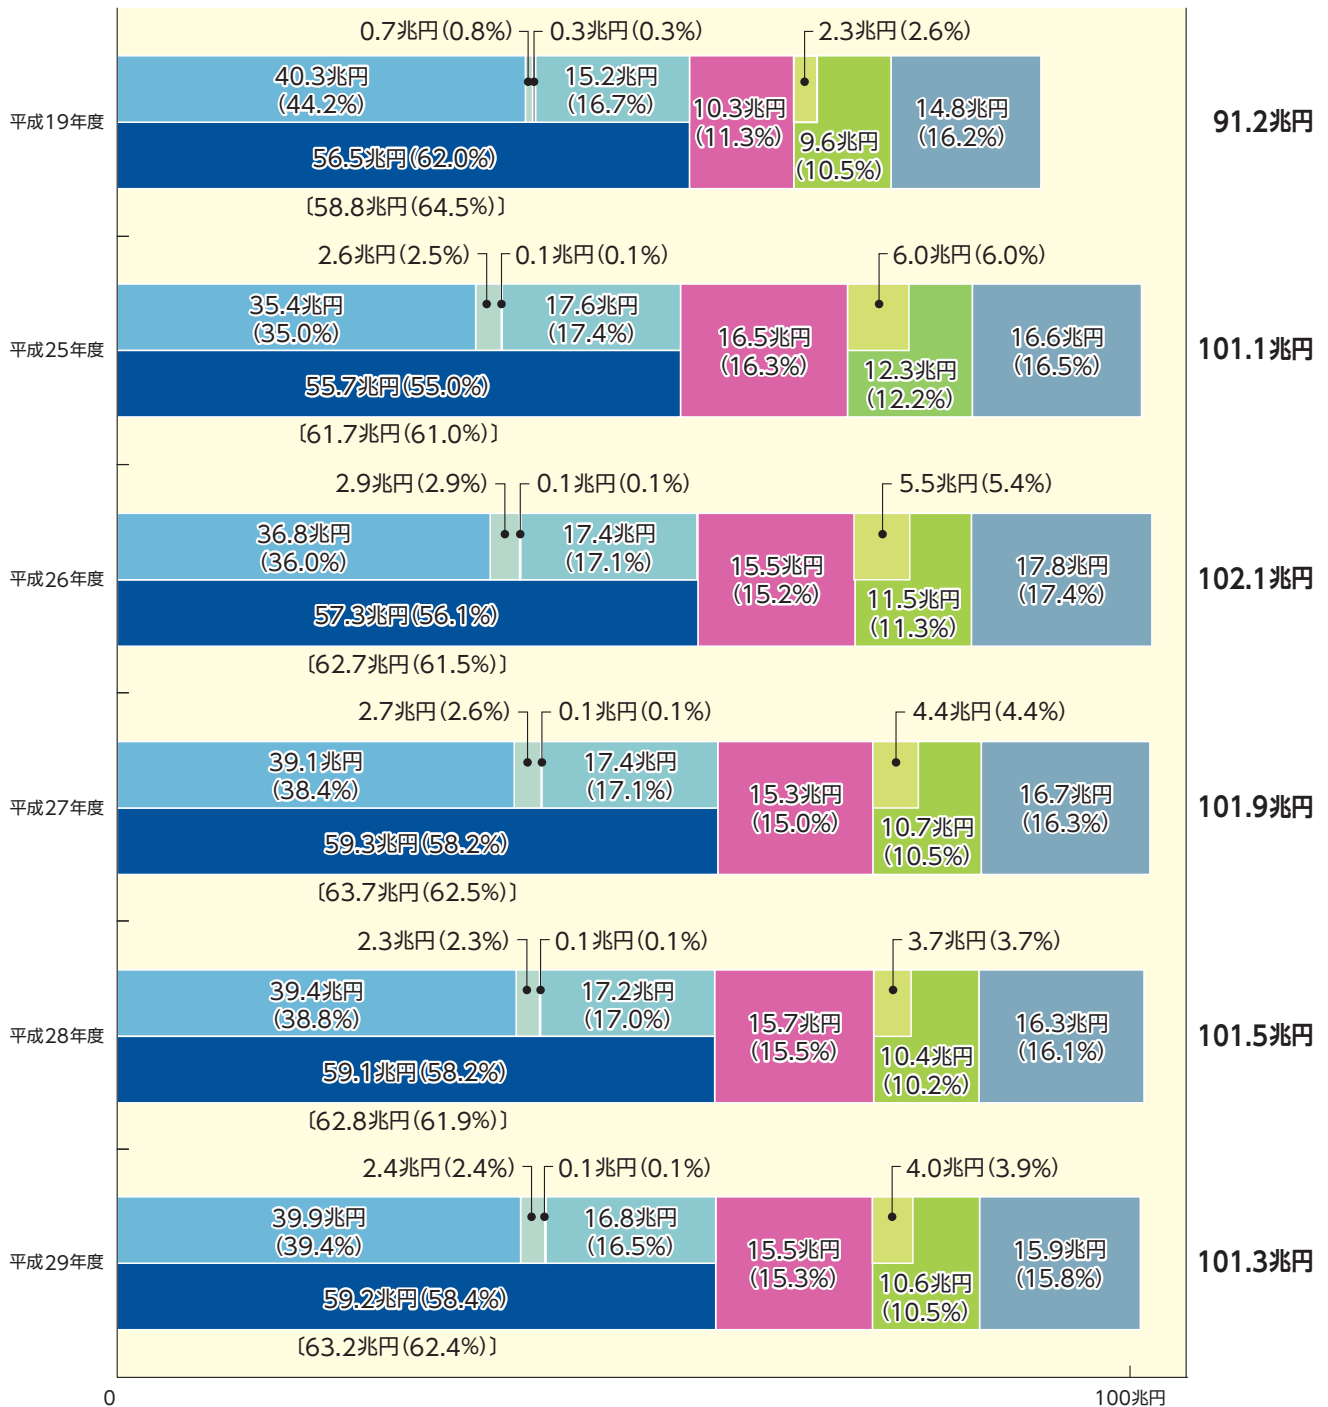 0.7兆円(0.8%)
0.3兆円(0.3%)
2.3兆円(2.6%)
40.3兆円
(44.2%)
15.2兆円
(16.7%)
10.3兆円
(11.3%)
9.6兆円
(10.5%)
14.8兆円
(16.2%)
平成19年度
91.2兆円
56.5兆円(62.0%)
〔58.8兆円(64.5%)〕
2.6兆円(2.5%)
0.1兆円(0.1%)
6.0兆円(6.0%)
35.4兆円
(35.0%)
17.6兆円
(17.4%)
16.5兆円
(16.3%)
12.3兆円
(12.2%)
16.6兆円
(16.5%)
平成25年度
101.1兆円
55.7兆円(55.0%)
〔61.7兆円(61.0%)〕
2.9兆円(2.9%)
0.1兆円(0.1%)
5.5兆円(5.4%)
36.8兆円
(36.0%)
17.4兆円
(17.1%)
15.5兆円
(15.2%)
11.5兆円
(11.3%)
17.8兆円
(17.4%)
平成26年度
102.1兆円
57.3兆円(56.1%)
〔62.7兆円(61.5%)〕
2.7兆円(2.6%)
0.1兆円(0.1%)
4.4兆円(4.4%)
39.1兆円
(38.4%)
17.4兆円
(17.1%)
15.3兆円
(15.0%)
10.7兆円
(10.5%)
16.7兆円
(16.3%)
平成27年度
101.9兆円
59.3兆円(58.2%)
〔63.7兆円(62.5%)〕
2.3兆円(2.3%)
0.1兆円(0.1%)
3.7兆円(3.7%)
39.4兆円
(38.8%)
17.2兆円
(17.0%)
15.7兆円
(15.5%)
10.4兆円
(10.2%)
16.3兆円
(16.1%)
平成28年度
101.5兆円
59.1兆円(58.2%)
〔62.8兆円(61.9%)〕
2.4兆円(2.4%)
0.1兆円(0.1%)
4.0兆円(3.9%)
39.9兆円
(39.4%)
16.8兆円
(16.5%)
15.5兆円
(15.3%)
10.6兆円
(10.5%)
15.9兆円
(15.8%)
平成29年度
101.3兆円
59.2兆円(58.4%)
〔63.2兆円(62.4%)〕
0
100兆円